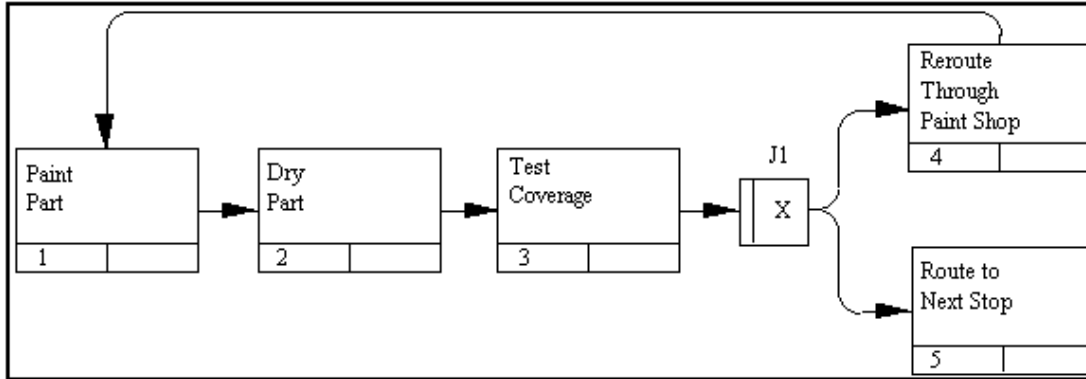 Paint
Part
1
Dry
Part
2
Test
Coverage
3
J1
X
Reroute
Through
Paint Shop
4
Route to
Next Stop
5